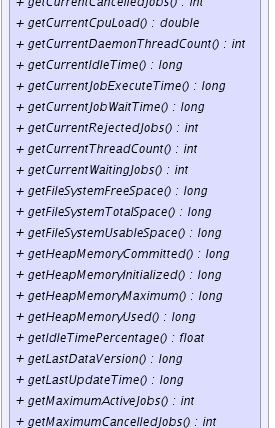 + getCurrentCancelledJobs() : int
+ getCurrentCpuLoad() : double
+ getCurrentDaemonThreadCount() : int
+ getCurrentIdleTime() : long
+ getCurrentJobExecuteTime() : long
+ getCurrentJobWaitTime() : long
+ getCurrentRejectedJobs() : int
+ getCurrentThreadCount() : int
+ getCurrentWaitingJobs() : int
+ getFileSystemFreeSpace() : long
+ getFileSystemTotalSpace() : long
+ getFileSystemUsableSpace() : long
+ getHeapMemoryCommitted() : long
+ getHeapMemoryInitialized() : long
+ getHeapMemoryMaximum() : long
+ getHeapMemoryUsed() : long
+ getIdleTimePercentage() : float
+ getLastDataVersion() : long
+ getLastUpdateTime() : long
+ getMaximumActiveJobs() : int
+ getMaximumCancelledJobs() : int